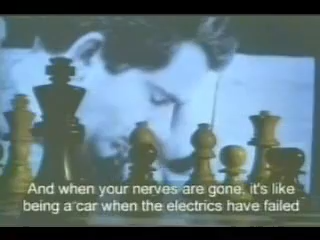 And when your nerves are gone, it's like
being a car when the electrics have failed